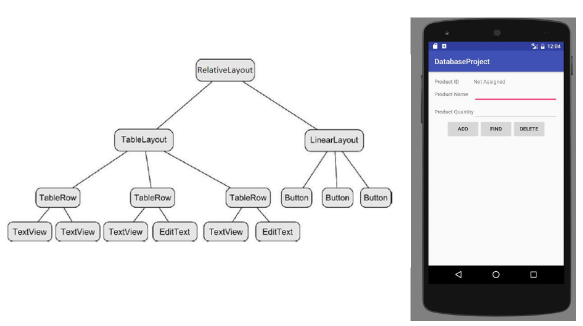 RelativeLayout
TableLayout LinearLayout
TableRow TableRow TableRow Button Button Button
TextView TextView TextView EditText TextView EditText
12:04
DatabaseProject
Product ID Not Assigned
Product Name
Product Quantity
ADD FIND DELETE